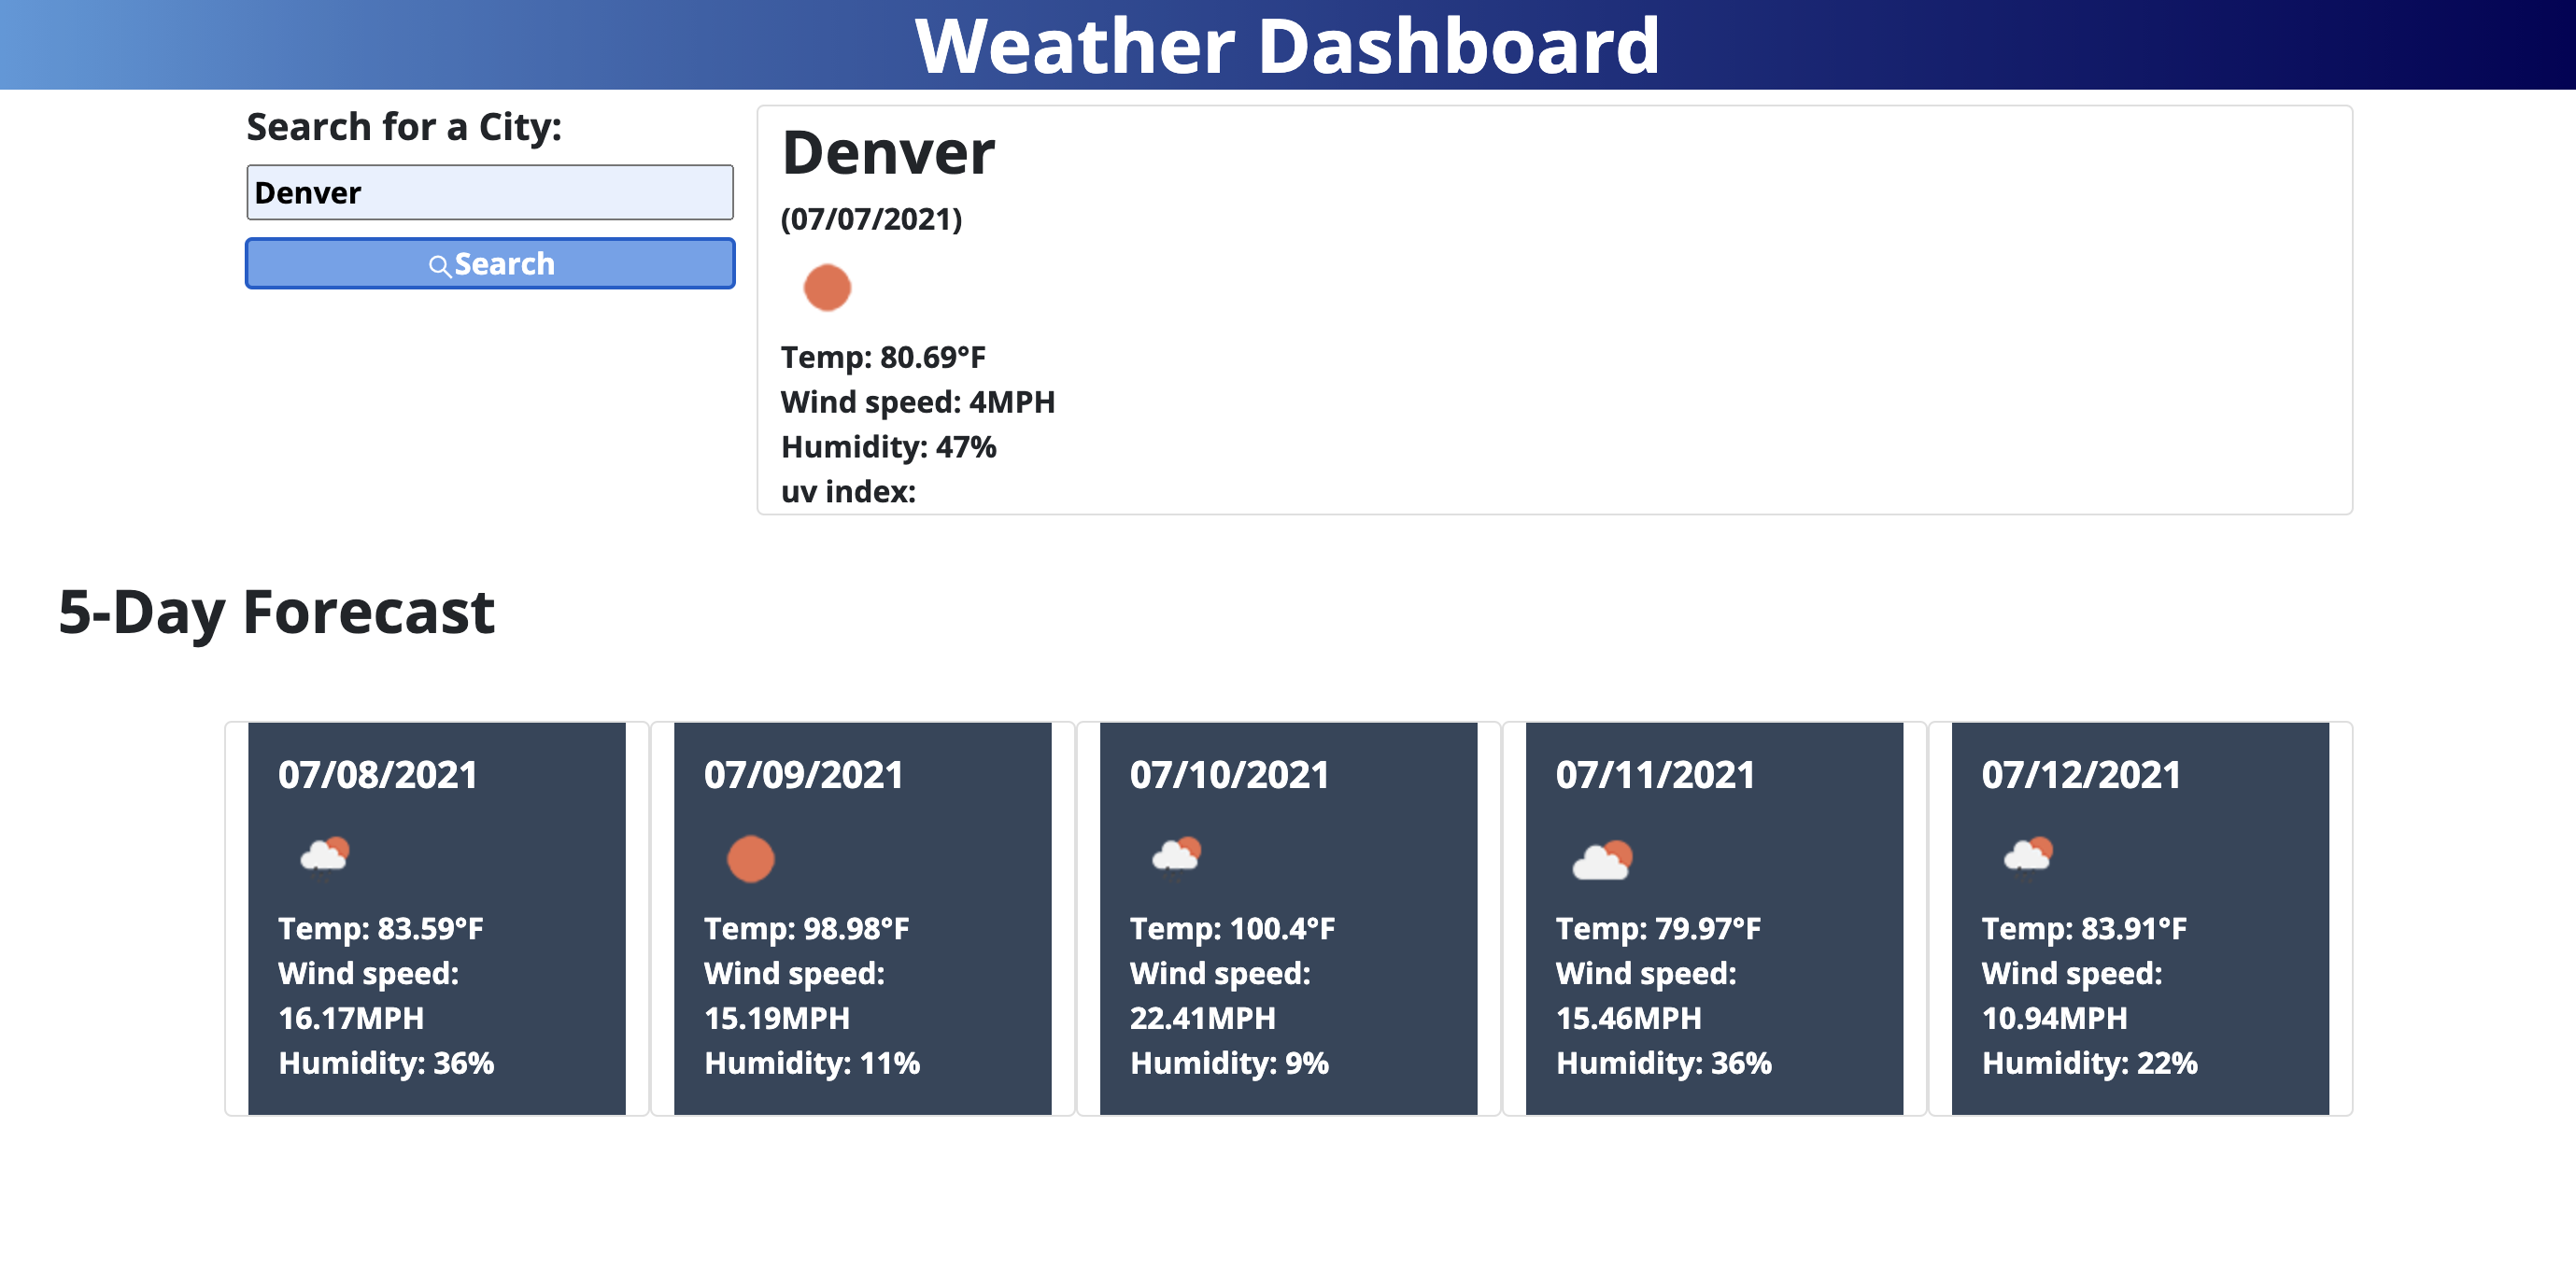 Weather Dashboard
Search for a City:
Denver
Search
Denver
(07/07/2021)
Temp: 80.69°F
Wind speed: 4MPH
Humidity: 47%
uv index:
5-Day Forecast
07/08/2021
Temp: 83.59°F
Wind speed:
16.17MPH
Humidity: 36%
07/09/2021
Temp: 98.98°F
Wind speed:
15.19MPH
Humidity: 11%
07/10/2021
Temp: 100.4°F
Wind speed:
22.41MPH
Humidity: 9%
07/11/2021
Temp: 79.97°F
Wind speed:
15.46MPH
Humidity: 36%
07/12/2021
Temp: 83.91°F
Wind speed:
10.94MPH
Humidity: 22%